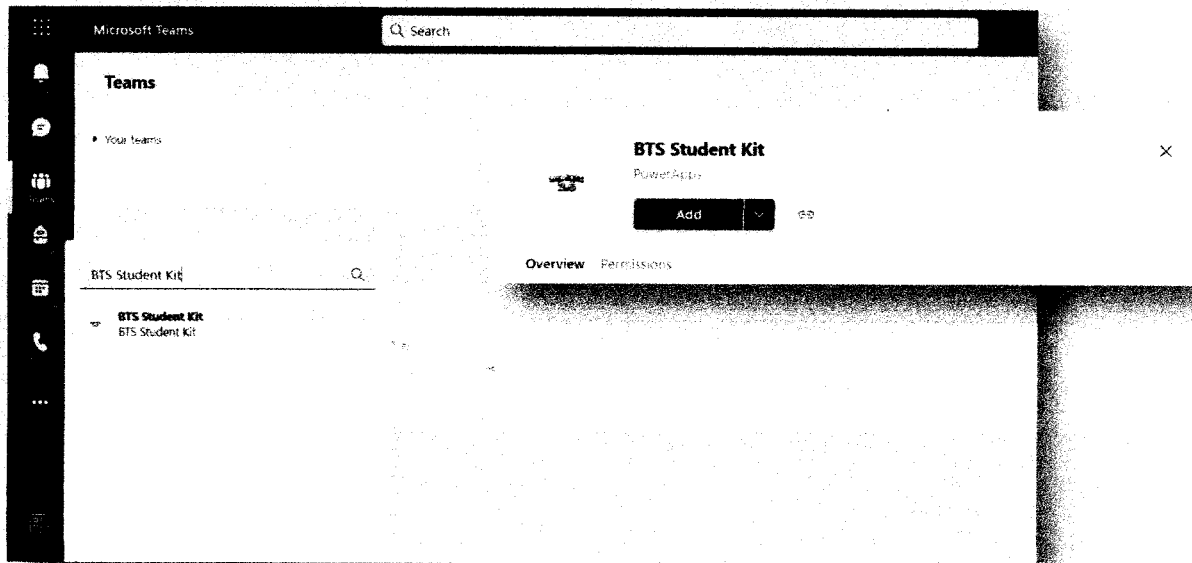 Microsoft Teams
Search
Teams
Your teams
Teams
BTS Student Kit
BTS Student Kit
BTS Student Kit
BTS Student Kit
PowerApps
Add
Overview Permissions